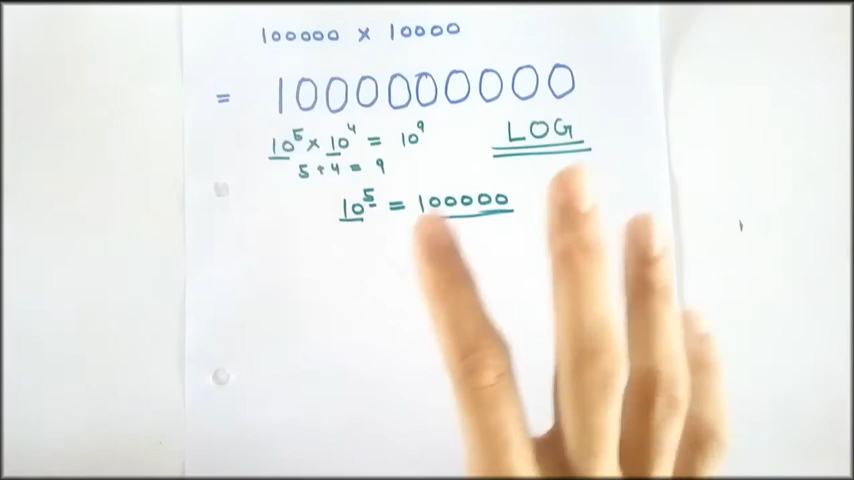 100000 x 10000
= 1000000000
10⁵ x 10⁴ = 10⁹
LOG
5 + 4 = 9
10⁵ = 100000